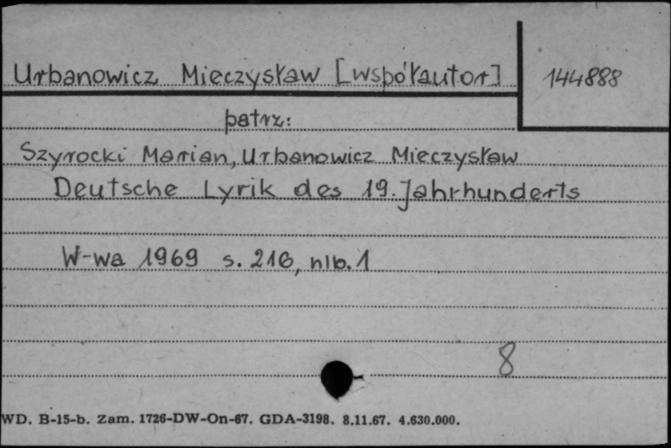 Urbanowicz Mieczysław [współautor] 144888
patrz:
Szyrocki Marian, Urbanowicz Mieczysław
Deutsche Lyrik des 19. Jahrhunderts
W-wa 1969 s. 216, nlb. 1
8
WD. B-15-b. Zam. 1726-DW-On-67. GDA-3198. 8.11.67. 4.630.000.